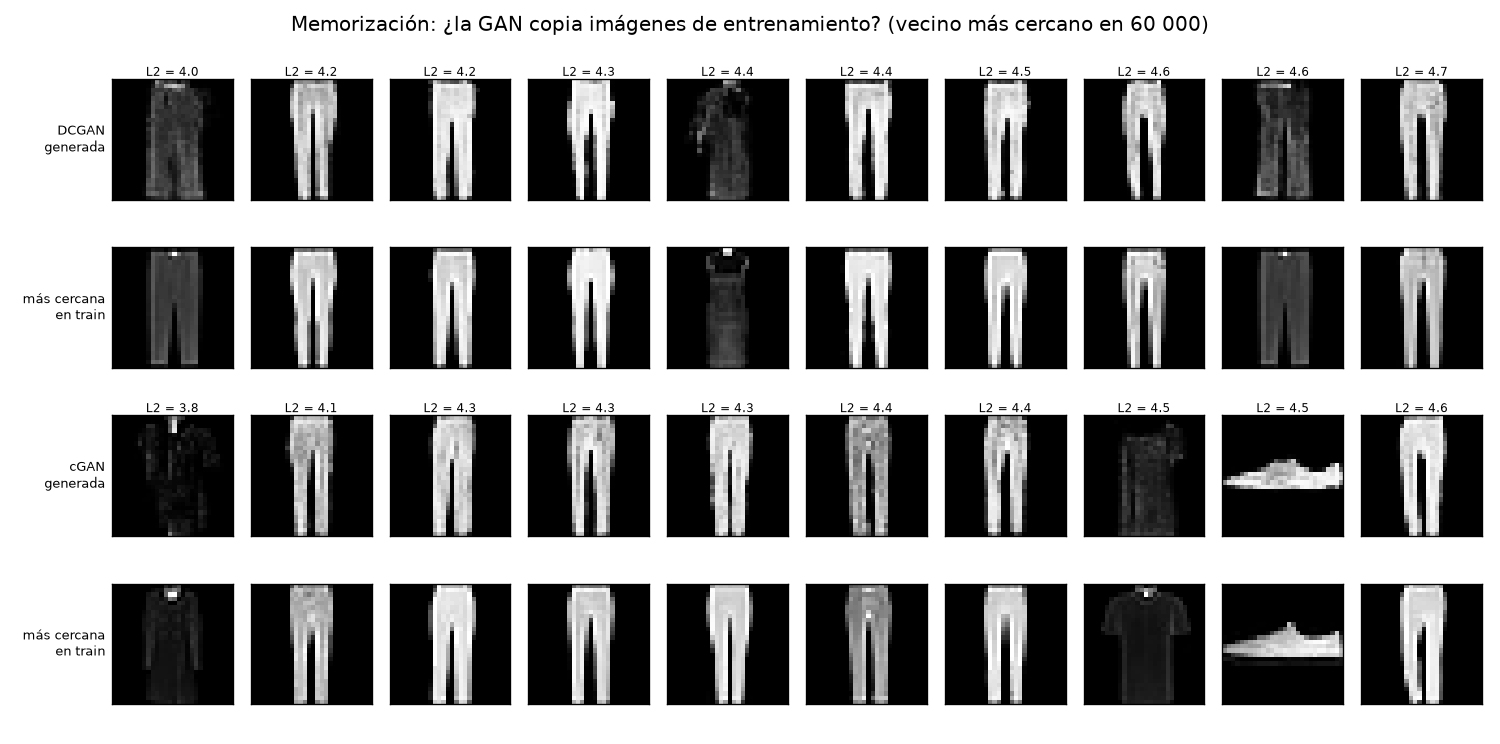 Memorización: ¿la GAN copia imágenes de entrenamiento? (vecino más cercano en 60 000)
L2 = 4.0 L2 = 4.2 L2 = 4.2 L2 = 4.3 L2 = 4.4 L2 = 4.4 L2 = 4.5 L2 = 4.6 L2 = 4.6 L2 = 4.7
DCGAN
generada
más cercana
en train
L2 = 3.8 L2 = 4.1 L2 = 4.3 L2 = 4.3 L2 = 4.3 L2 = 4.4 L2 = 4.4 L2 = 4.5 L2 = 4.5 L2 = 4.6
cGAN
generada
más cercana
en train